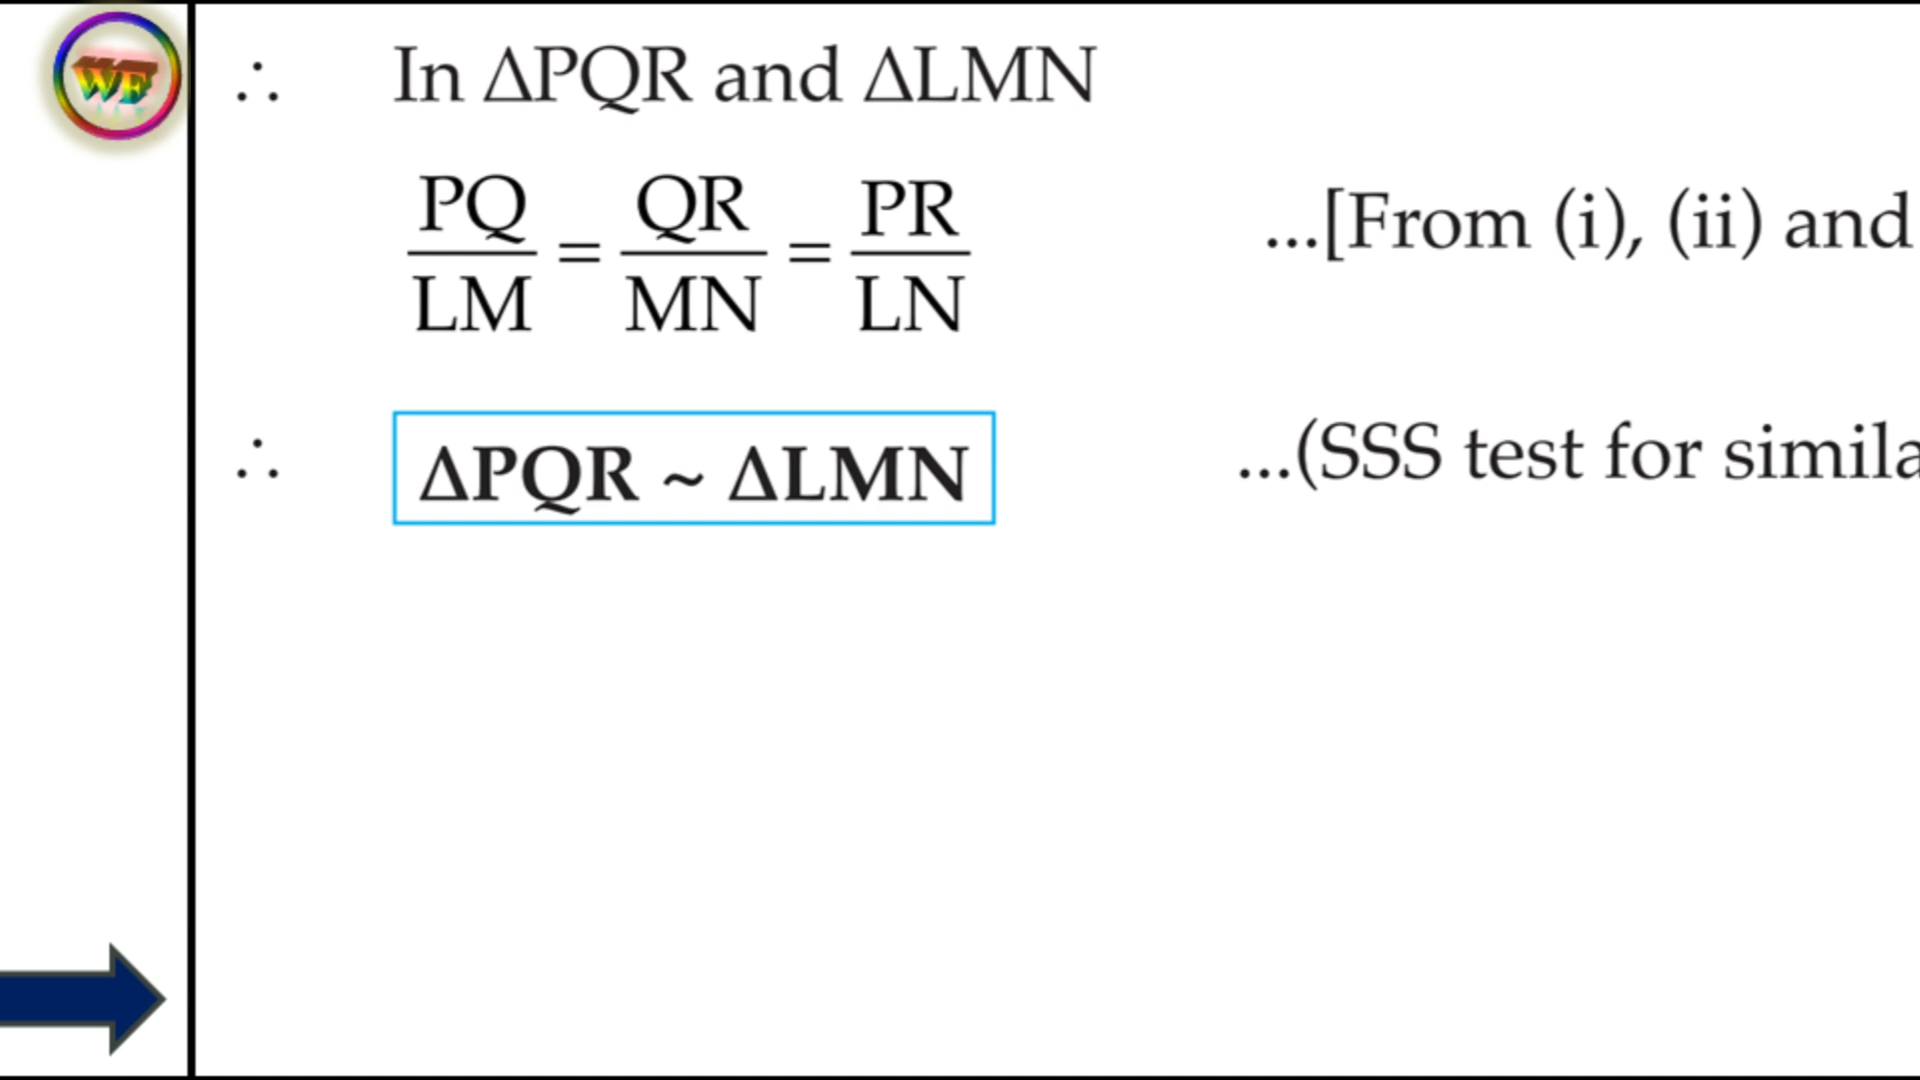 WE
∴ In ΔPQR and ΔLMN
PQ/LM = QR/MN = PR/LN ...[From (i), (ii) and
∴ ΔPQR ~ ΔLMN ...(SSS test for simila